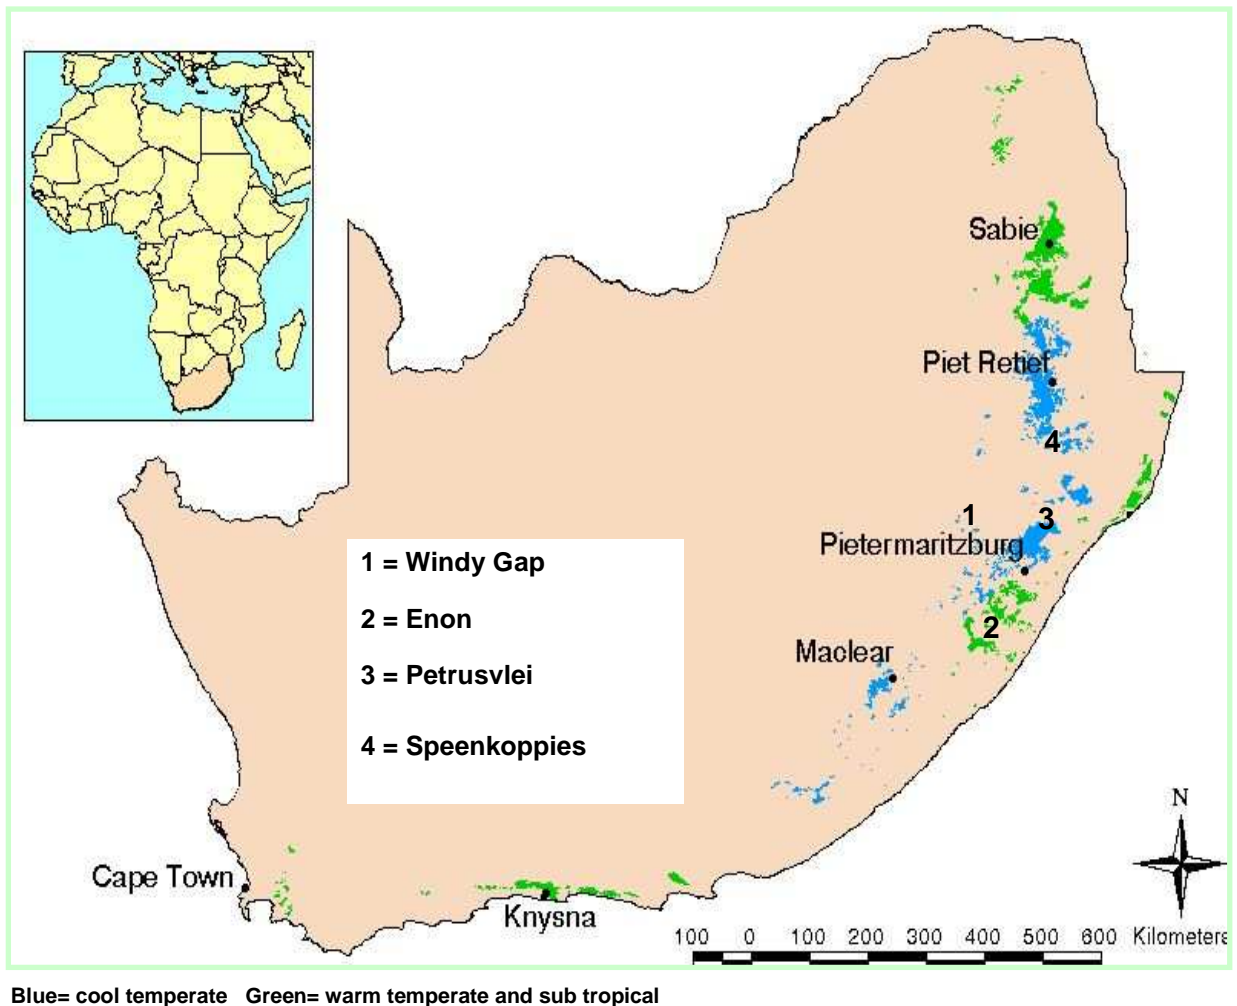 Sabie
Piet Retief
4
1
3
Pietermaritzburg
2
Maclear
1 = Windy Gap
2 = Enon
3 = Petrusvlei
4 = Speenkoppies
N
Cape Town
Knysna
100 0 100 200 300 400 500 600 Kilometers
Blue= cool temperate Green= warm temperate and sub tropical